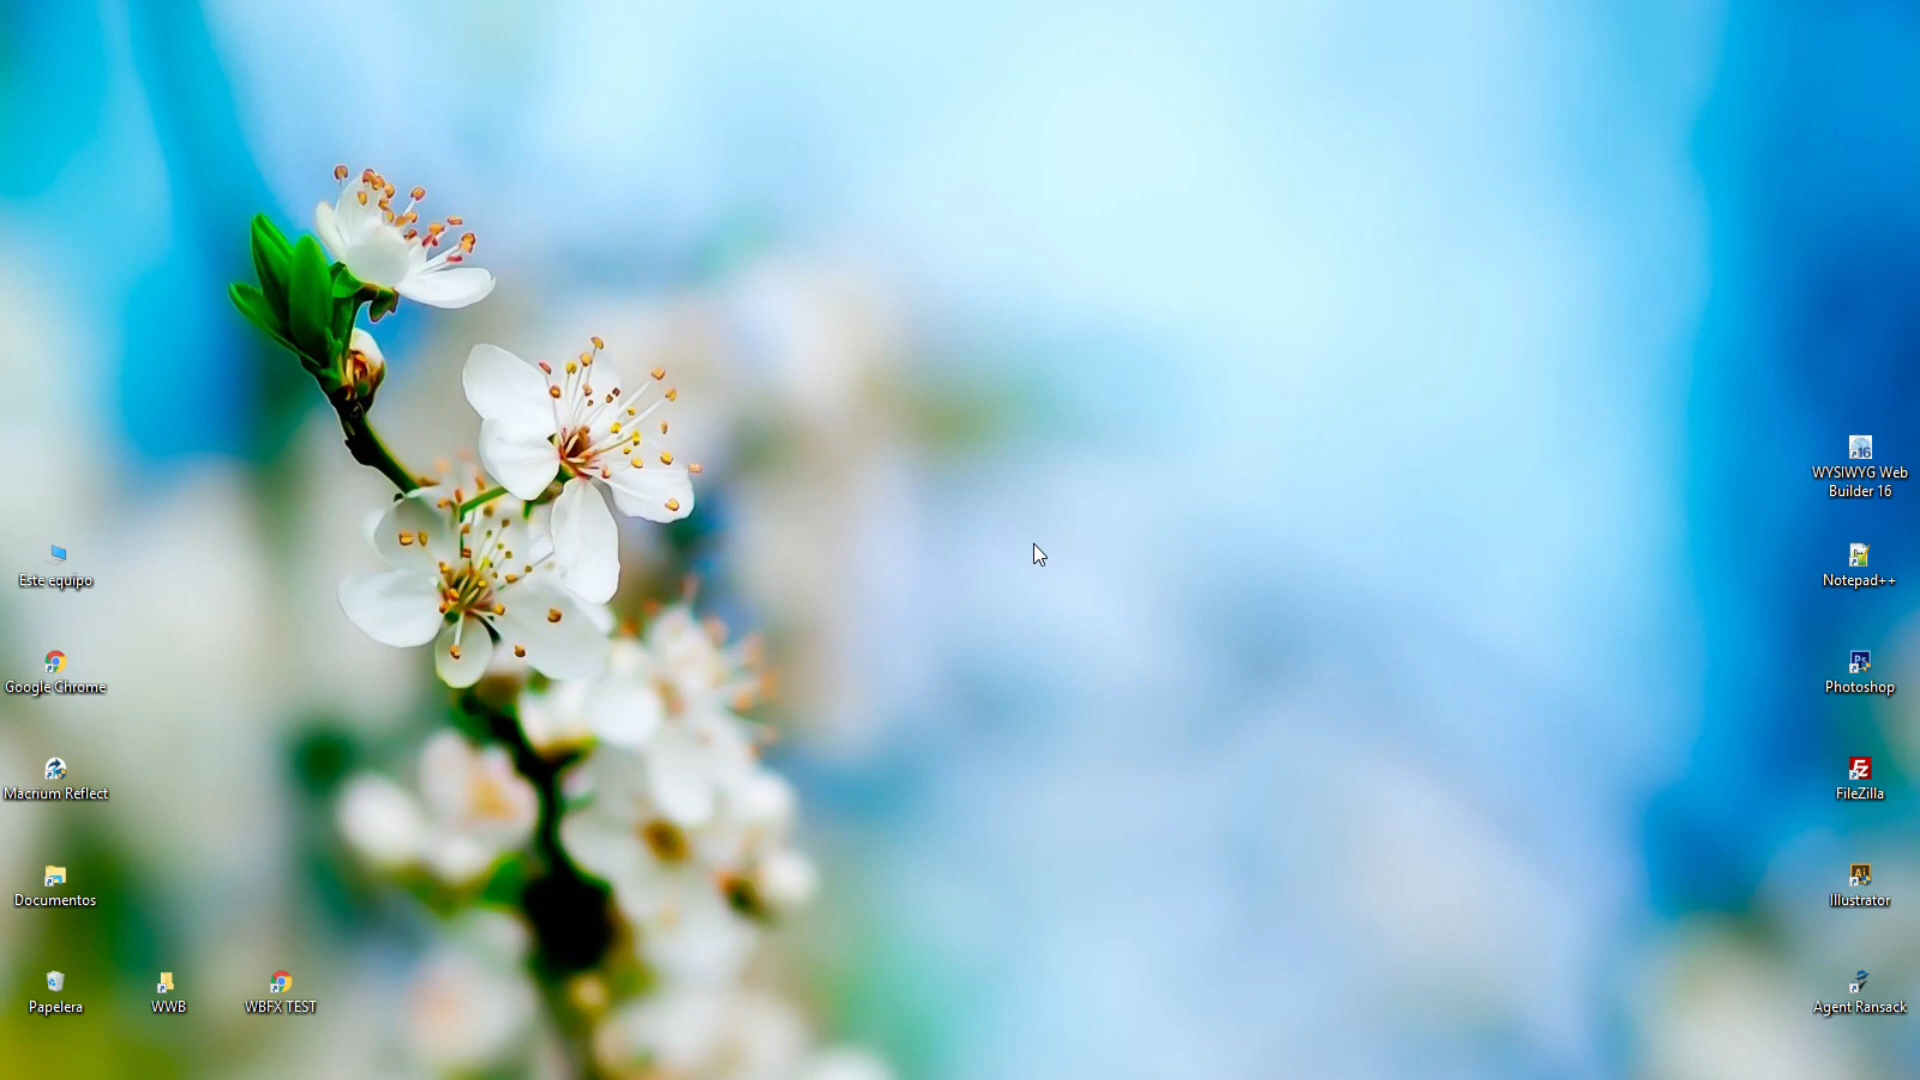 Este equipo
Google Chrome
Macrium Reflect
Documentos
Papelera
WWB
WBFX TEST
WYSIWYG Web
Builder 16
Notepad++
Photoshop
FileZilla
Illustrator
Agent Ransack